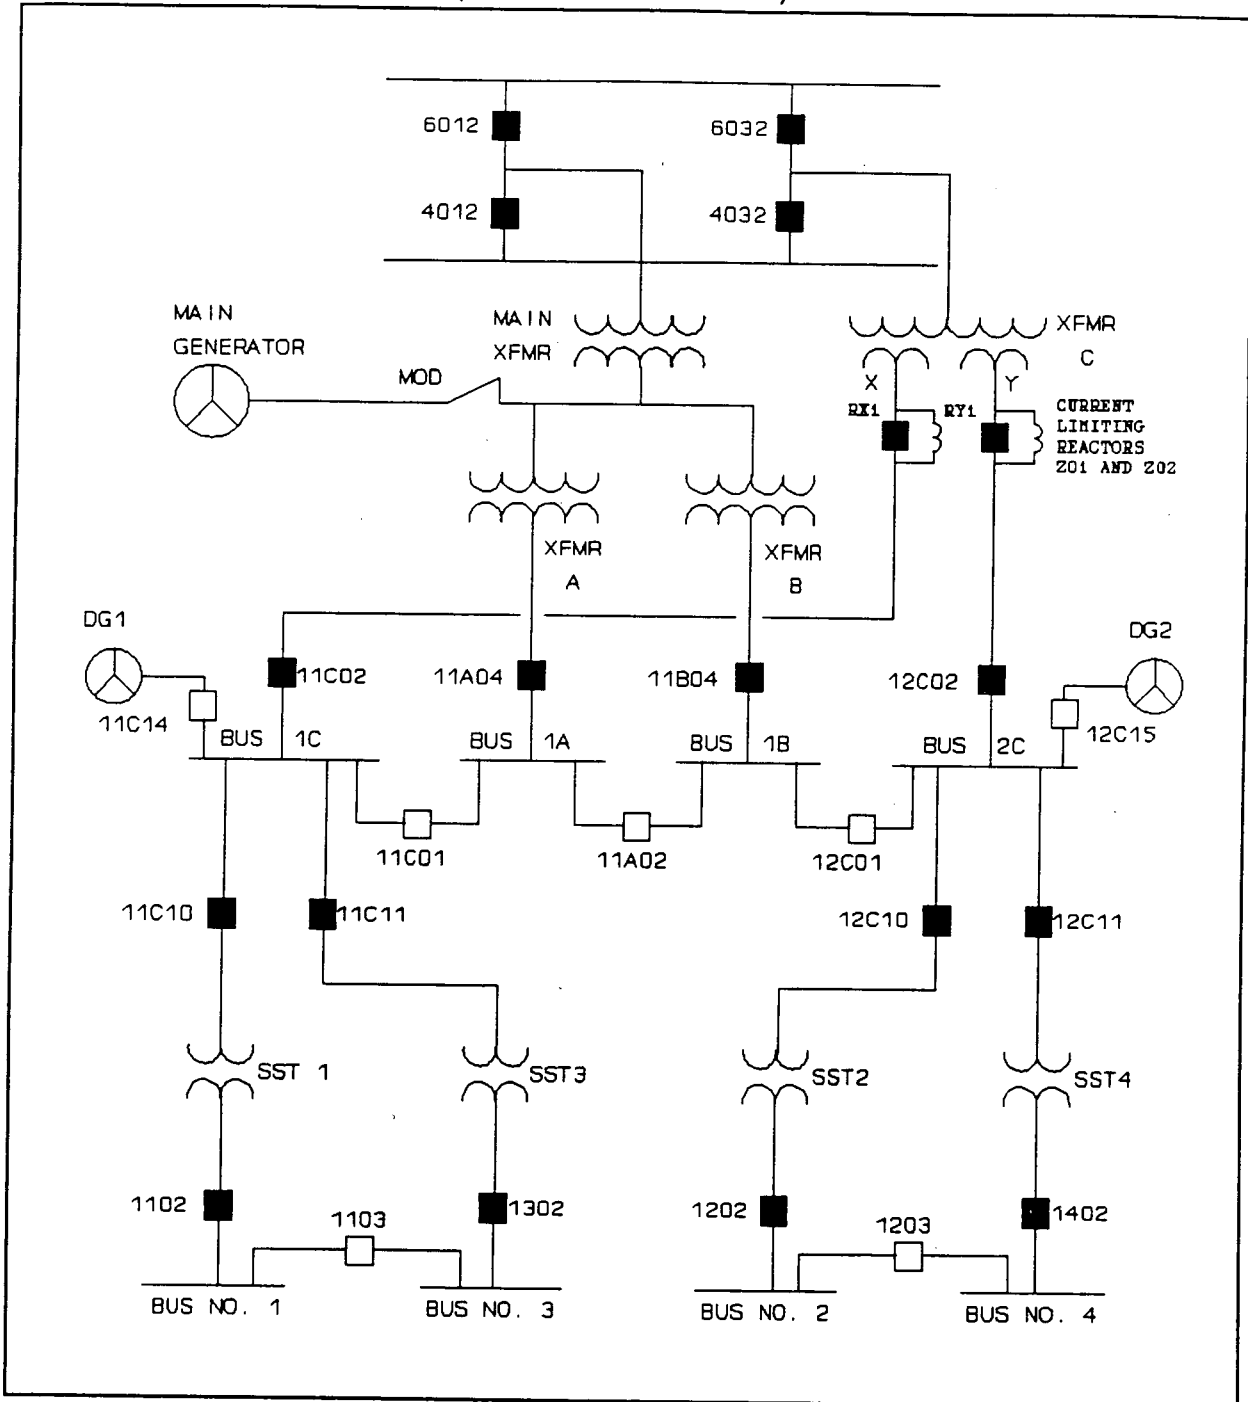 6012
6032
4012
4032
MAIN
GENERATOR
MAIN
XFMR
XFMR
C
MOD
X
Y
RX1
RY1
CURRENT
LIMITING
REACTORS
Z01 AND Z02
XFMR
A
XFMR
B
DG1
DG2
11C02
11A04
11B04
12C02
11C14
12C15
BUS 1C
BUS 1A
BUS 1B
BUS 2C
11C01
11A02
12C01
11C10
11C11
12C10
12C11
SST 1
SST3
SST2
SST4
1102
1103
1302
1202
1203
1402
BUS NO. 1
BUS NO. 3
BUS NO. 2
BUS NO. 4